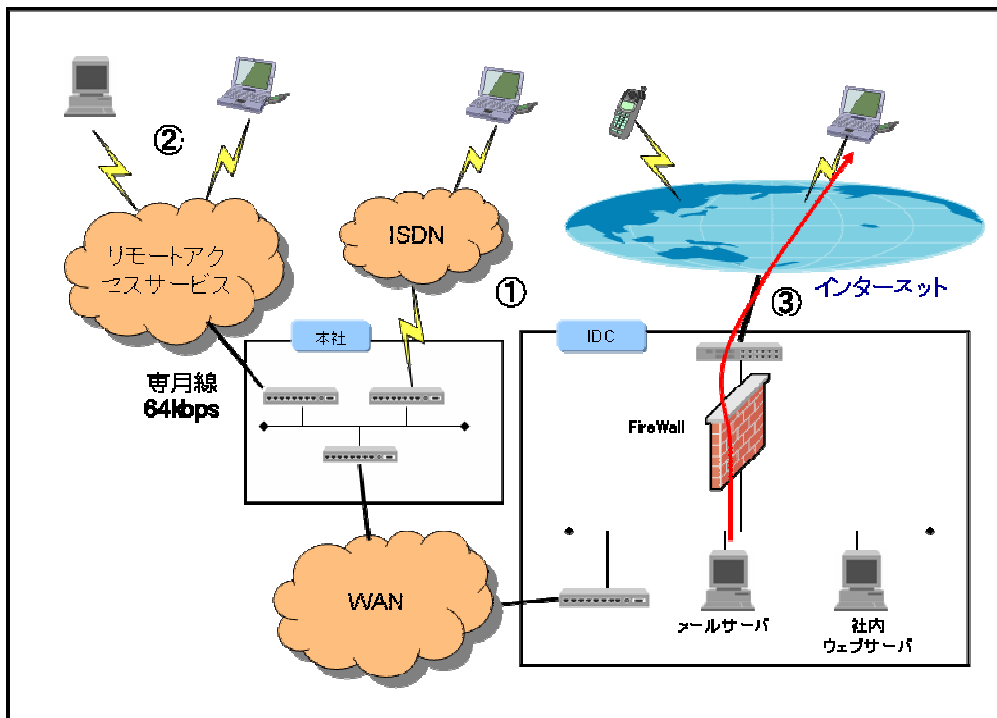 ②
リモートアク
セスサービス
ISDN
①
③
インターネット
本社
IDC
専用線
64kbps
FireWall
WAN
メールサーバ
社内
ウェブサーバ